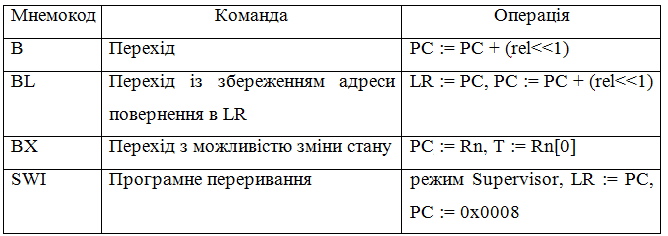 Мнемокод Команда Операція
B Перехід PC := PC + (rel<<1)
BL Перехід із збереженням адреси LR := PC, PC := PC + (rel<<1)
повернення в LR
BX Перехід з можливістю зміни стану PC := Rn, T := Rn[0]
SWI Програмне переривання режим Supervisor, LR := PC,
PC := 0x0008